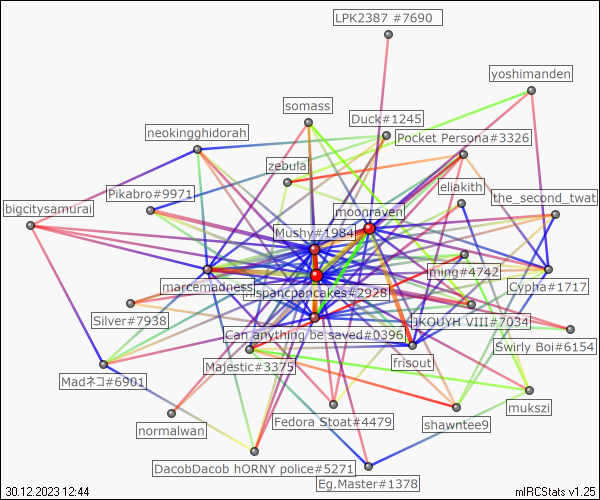 LPK2387 #7690
yoshimanden
somass
Duck#1245
neokingghidorah
Pocket Persona#3326
zebula
eliakith
Pikabro#9971
the_second_twat
bigcitysamurai
moonraven
Mushy#1984
ming#4742
marcemadness
Cypha#1717
hispancpancakes#2928
Silver#7938
JKOUYH VIII#7034
Can anything be saved#0396
Swirly Boi#6154
frisout
Majestic#3375
Madネコ#6901
mukszi
normalwan
Fedora Stoat#4479
shawntee9
DacobDacob hORNY police#5271
Eg.Master#1378
30.12.2023 12:44
mIRCStats v1.25